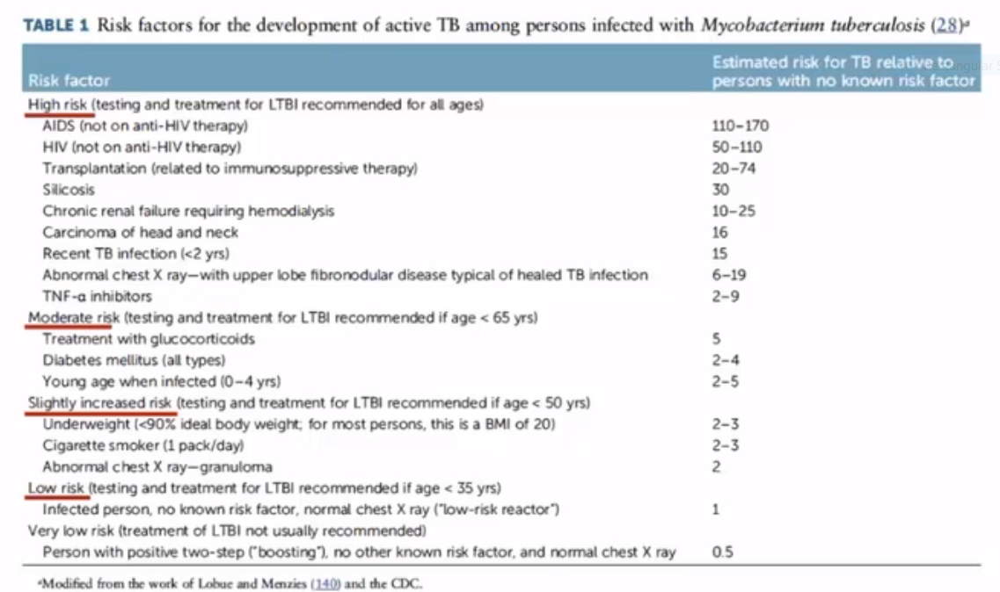 TABLE 1 Risk factors for the development of active TB among persons infected with Mycobacterium tuberculosis (28)ᵃ
Risk factor Estimated risk for TB relative to persons with no known risk factor
High risk (testing and treatment for LTBI recommended for all ages)
AIDS (not on anti-HIV therapy) 110–170
HIV (not on anti-HIV therapy) 50–110
Transplantation (related to immunosuppressive therapy) 20–74
Silicosis 30
Chronic renal failure requiring hemodialysis 10–25
Carcinoma of head and neck 16
Recent TB infection (<2 yrs) 15
Abnormal chest X ray—with upper lobe fibronodular disease typical of healed TB infection 6–19
TNF-α inhibitors 2–9
Moderate risk (testing and treatment for LTBI recommended if age < 65 yrs)
Treatment with glucocorticoids 5
Diabetes mellitus (all types) 2–4
Young age when infected (0–4 yrs) 2–5
Slightly increased risk (testing and treatment for LTBI recommended if age < 50 yrs)
Underweight (<90% ideal body weight; for most persons, this is a BMI of 20) 2–3
Cigarette smoker (1 pack/day) 2–3
Abnormal chest X ray—granuloma 2
Low risk (testing and treatment for LTBI recommended if age < 35 yrs)
Infected person, no known risk factor, normal chest X ray ("low-risk reactor") 1
Very low risk (treatment of LTBI not usually recommended)
Person with positive two-step ("boosting"), no other known risk factor, and normal chest X ray 0.5
ᵃModified from the work of Lobue and Menzies (140) and the CDC.